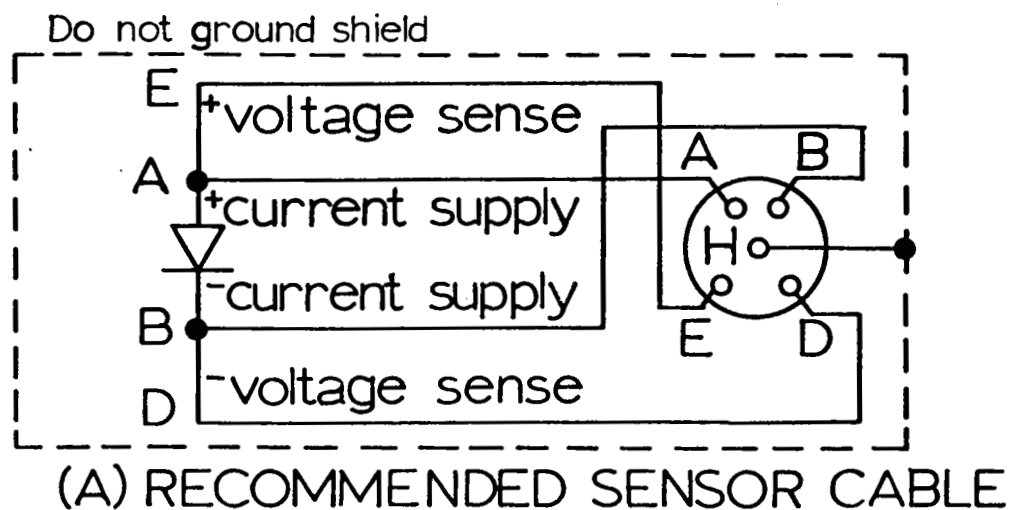 Do not ground shield
E
+voltage sense
A B
A
+current supply
H
-current supply
B
E D
-voltage sense
D
(A) RECOMMENDED SENSOR CABLE